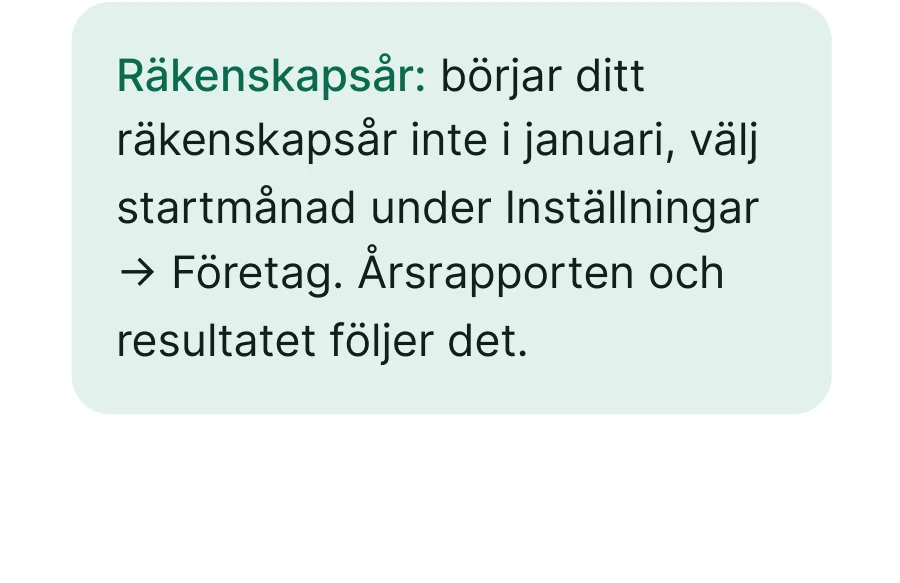 Räkenskapsår: börjar ditt
räkenskapsår inte i januari, välj
startmånad under Inställningar
→ Företag. Årsrapporten och
resultatet följer det.